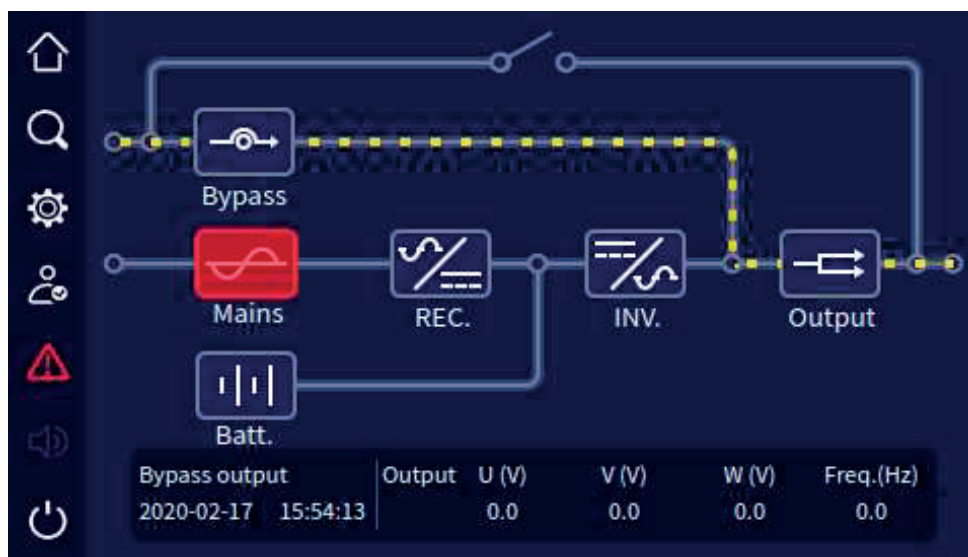 Bypass
Mains
REC.
INV.
Output
Batt.
Bypass output
2020-02-17 15:54:13
Output U (V) V (V) W (V) Freq.(Hz)
0.0 0.0 0.0 0.0